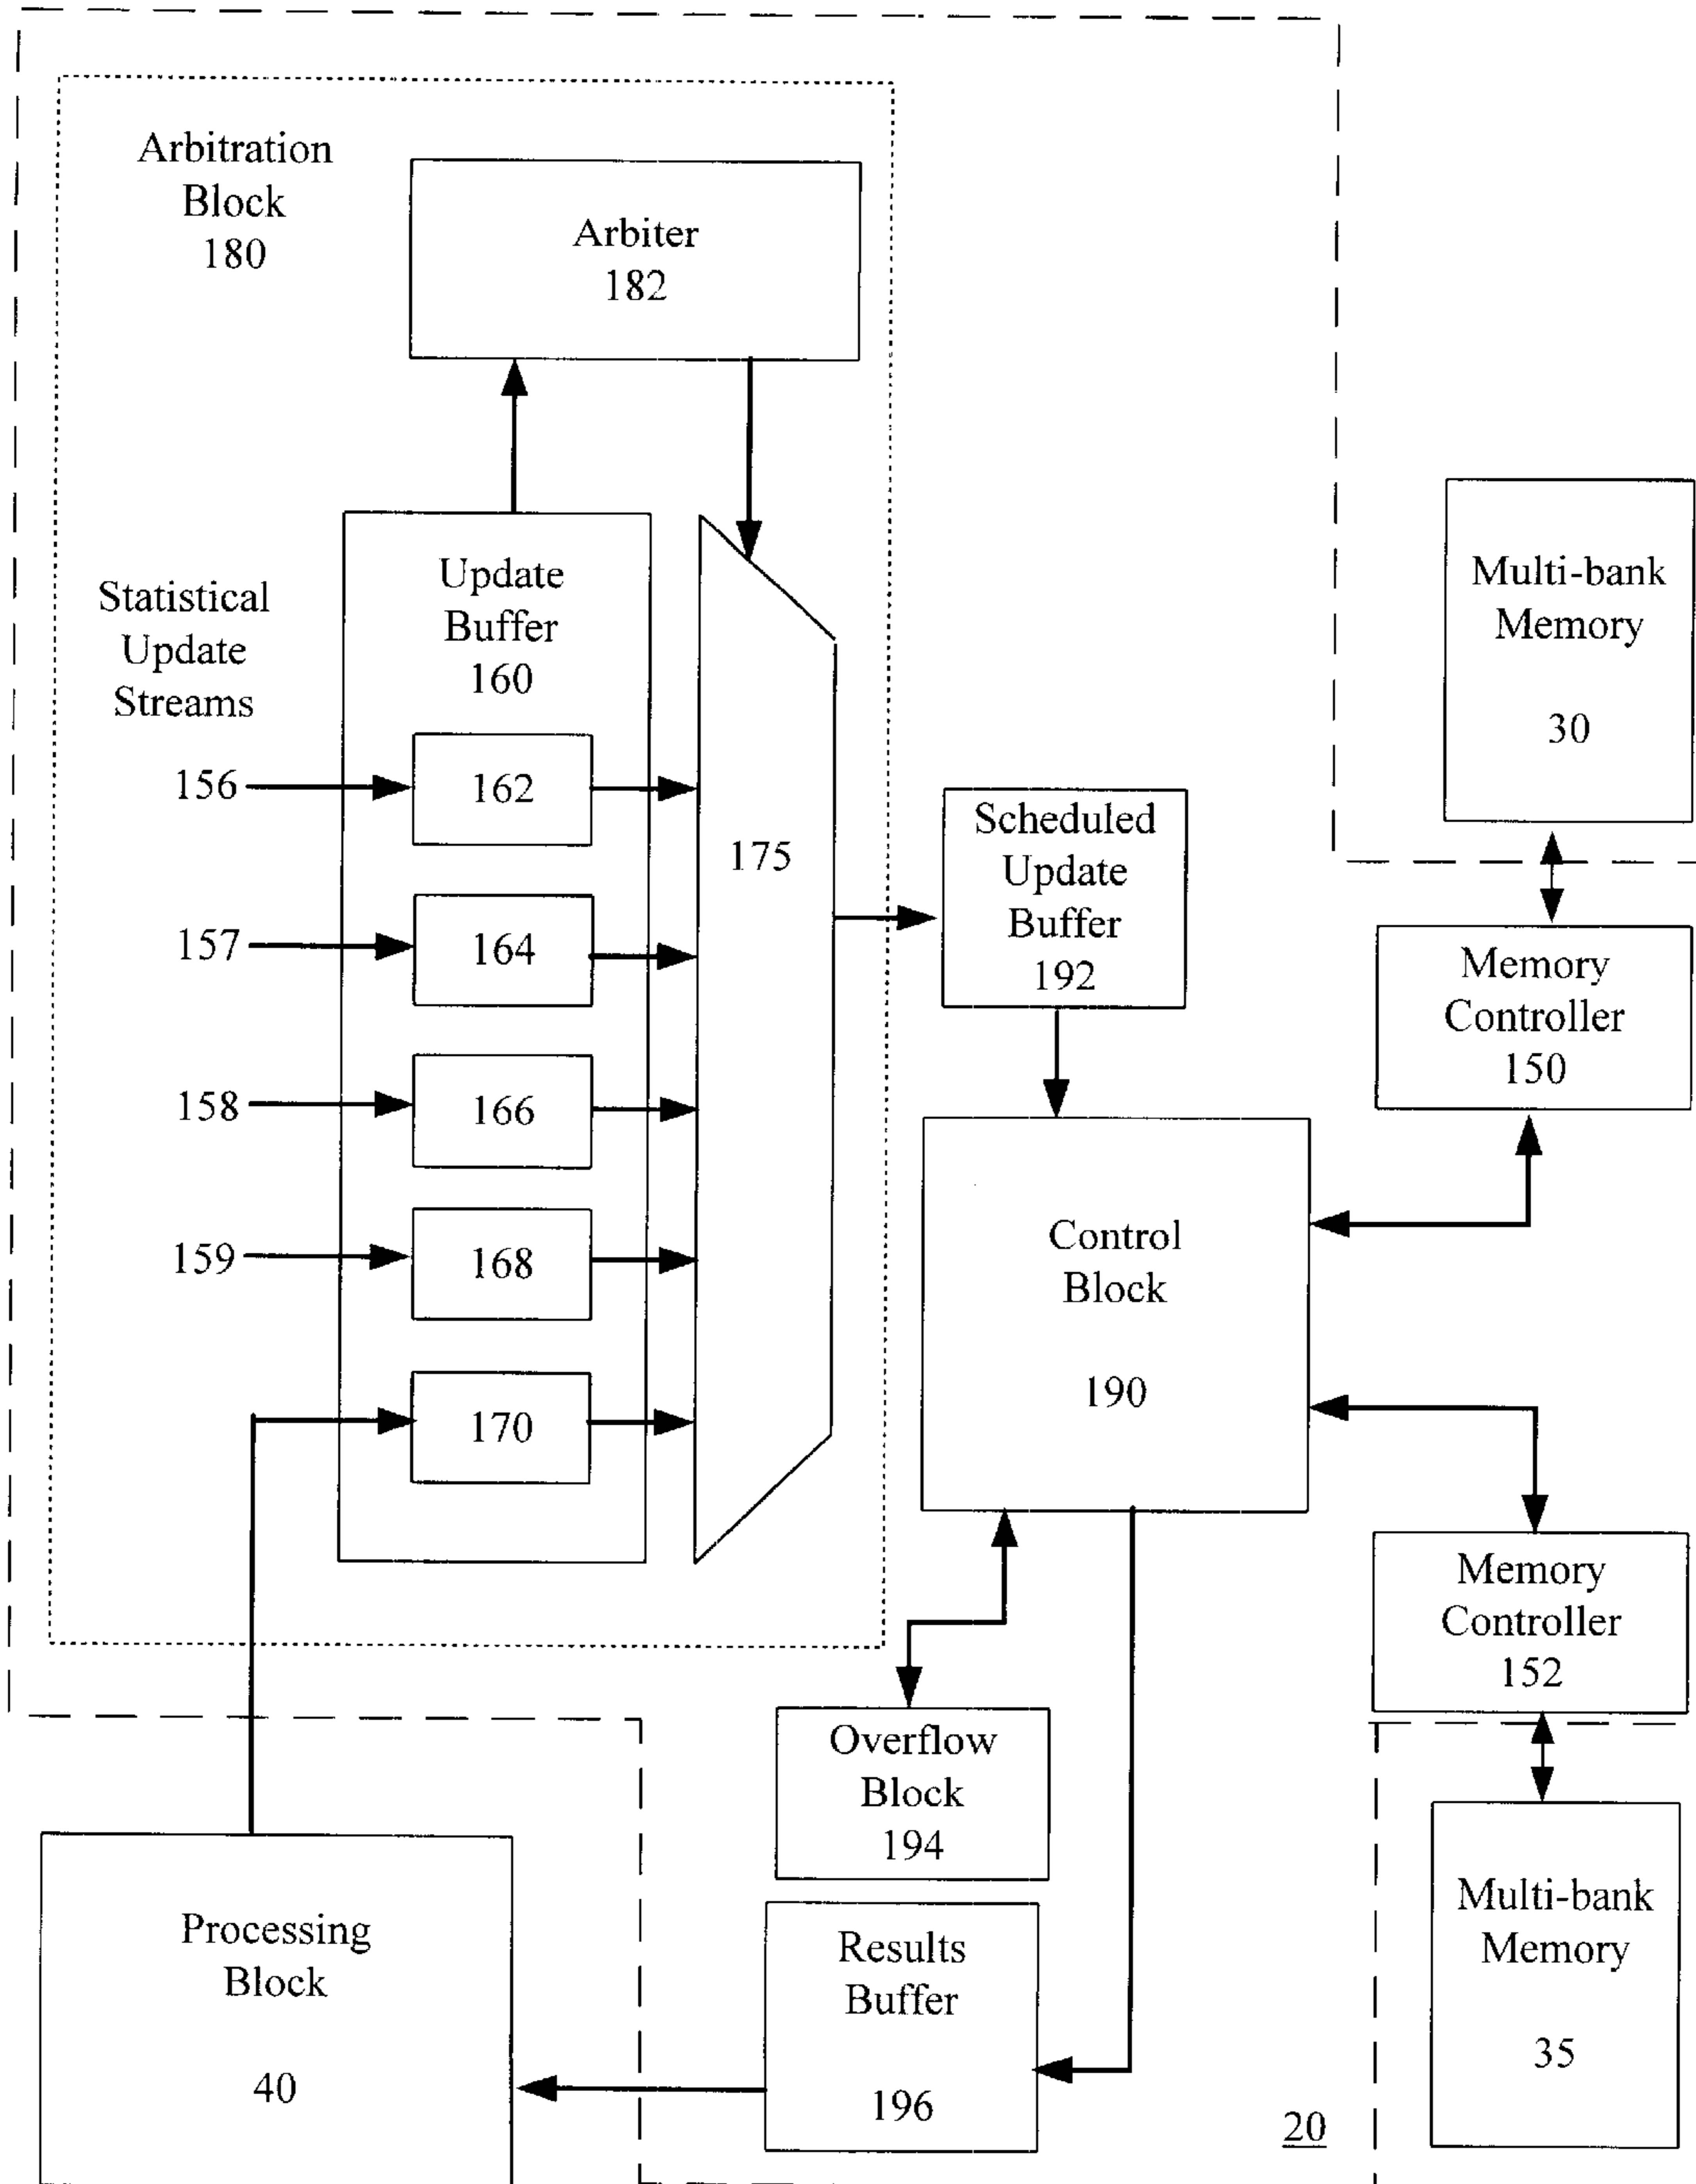 Arbitration
Block
180
Arbiter
182
Statistical
Update
Streams
Update
Buffer
160
156
162
157
164
158
166
159
168
170
175
Scheduled
Update
Buffer
192
Multi-bank
Memory
30
Memory
Controller
150
Control
Block
190
Memory
Controller
152
Overflow
Block
194
Processing
Block
40
Results
Buffer
196
Multi-bank
Memory
35
20